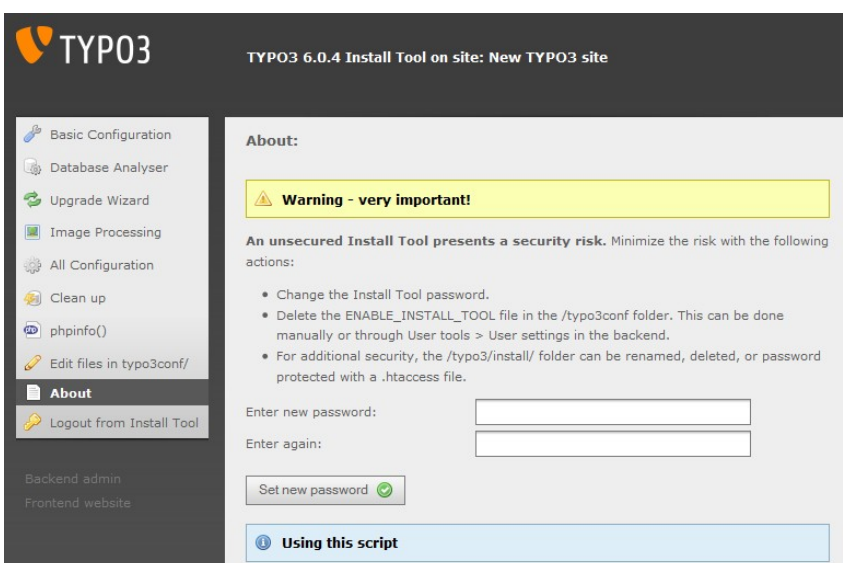 TYPO3
TYPO3 6.0.4 Install Tool on site: New TYPO3 site
Basic Configuration
Database Analyser
Upgrade Wizard
Image Processing
All Configuration
Clean up
phpinfo()
Edit files in typo3conf/
About
Logout from Install Tool
Backend admin
Frontend website
About:
Warning - very important!
An unsecured Install Tool presents a security risk. Minimize the risk with the following
actions:
• Change the Install Tool password.
• Delete the ENABLE_INSTALL_TOOL file in the /typo3conf folder. This can be done
manually or through User tools > User settings in the backend.
• For additional security, the /typo3/install/ folder can be renamed, deleted, or password
protected with a .htaccess file.
Enter new password:
Enter again:
Set new password
Using this script